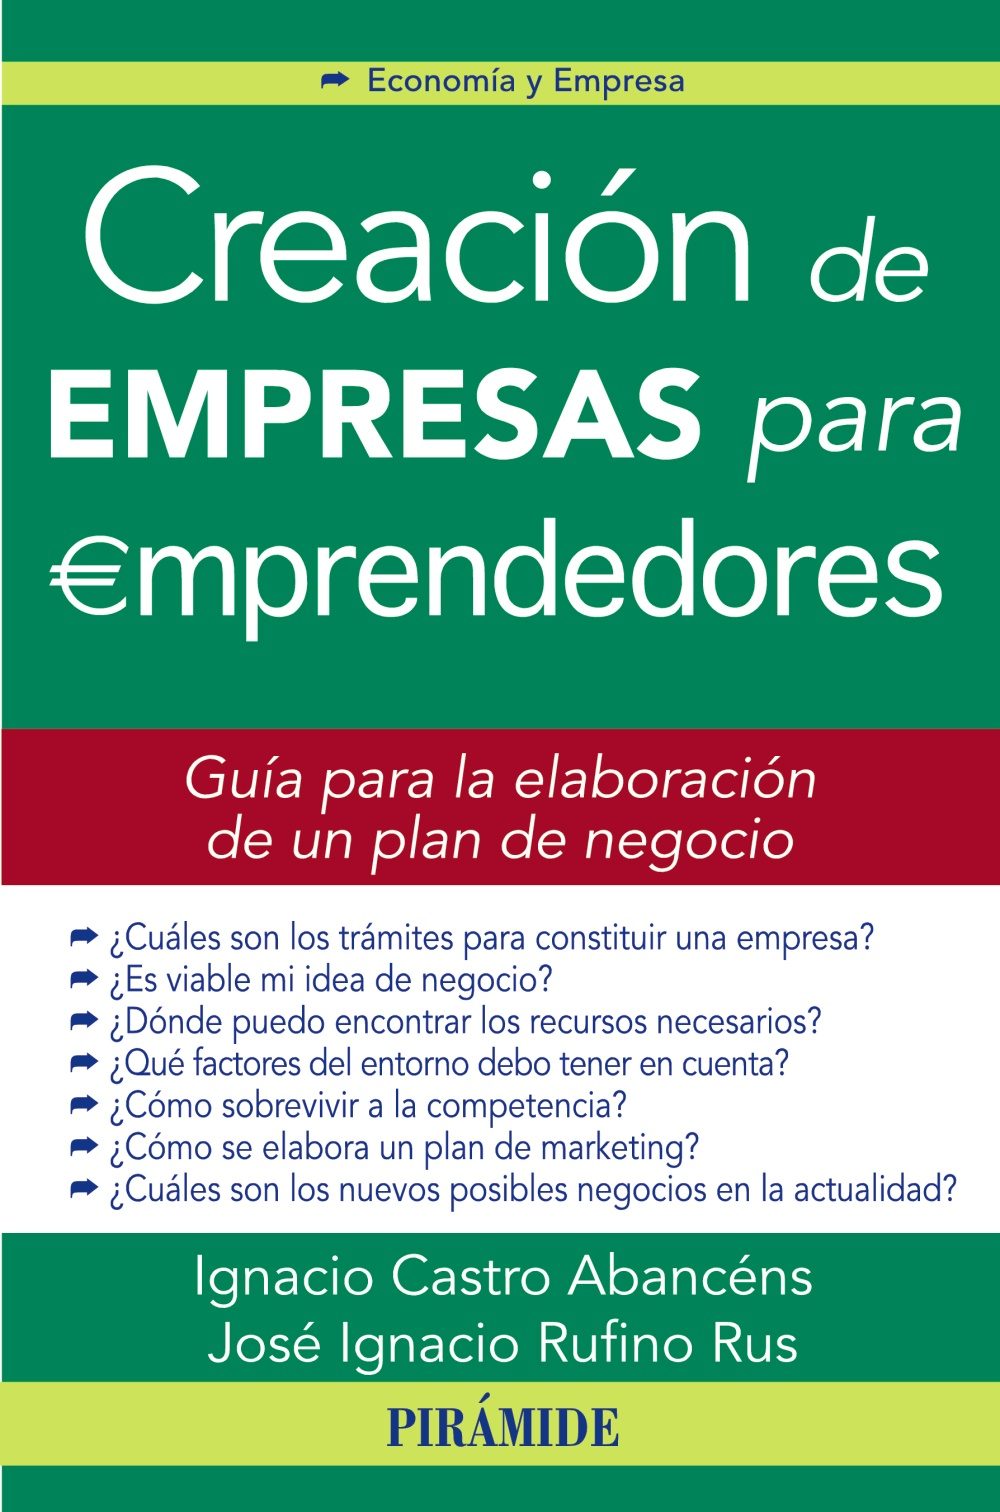 Economía y Empresa
Creación de
EMPRESAS para
€mprendedores
Guía para la elaboración
de un plan de negocio
¿Cuáles son los trámites para constituir una empresa?
¿Es viable mi idea de negocio?
¿Dónde puedo encontrar los recursos necesarios?
¿Qué factores del entorno debo tener en cuenta?
¿Cómo sobrevivir a la competencia?
¿Cómo se elabora un plan de marketing?
¿Cuáles son los nuevos posibles negocios en la actualidad?
Ignacio Castro Abancéns
José Ignacio Rufino Rus
PIRÁMIDE